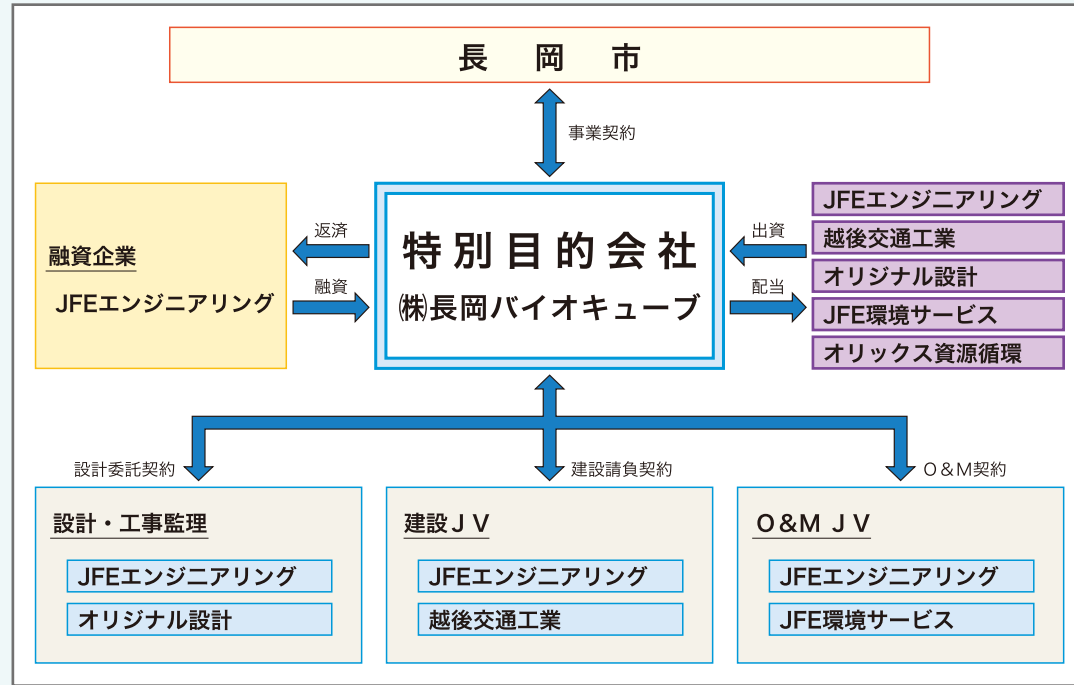 長岡市
事業契約
融資企業
JFEエンジニアリング
返済
融資
特別目的会社
㈱長岡バイオキューブ
出資
配当
JFEエンジニアリング
越後交通工業
オリジナル設計
JFE環境サービス
オリックス資源循環
設計委託契約
建設請負契約
O&M契約
設計・工事監理
JFEエンジニアリング
オリジナル設計
建設JV
JFEエンジニアリング
越後交通工業
O&M JV
JFEエンジニアリング
JFE環境サービス